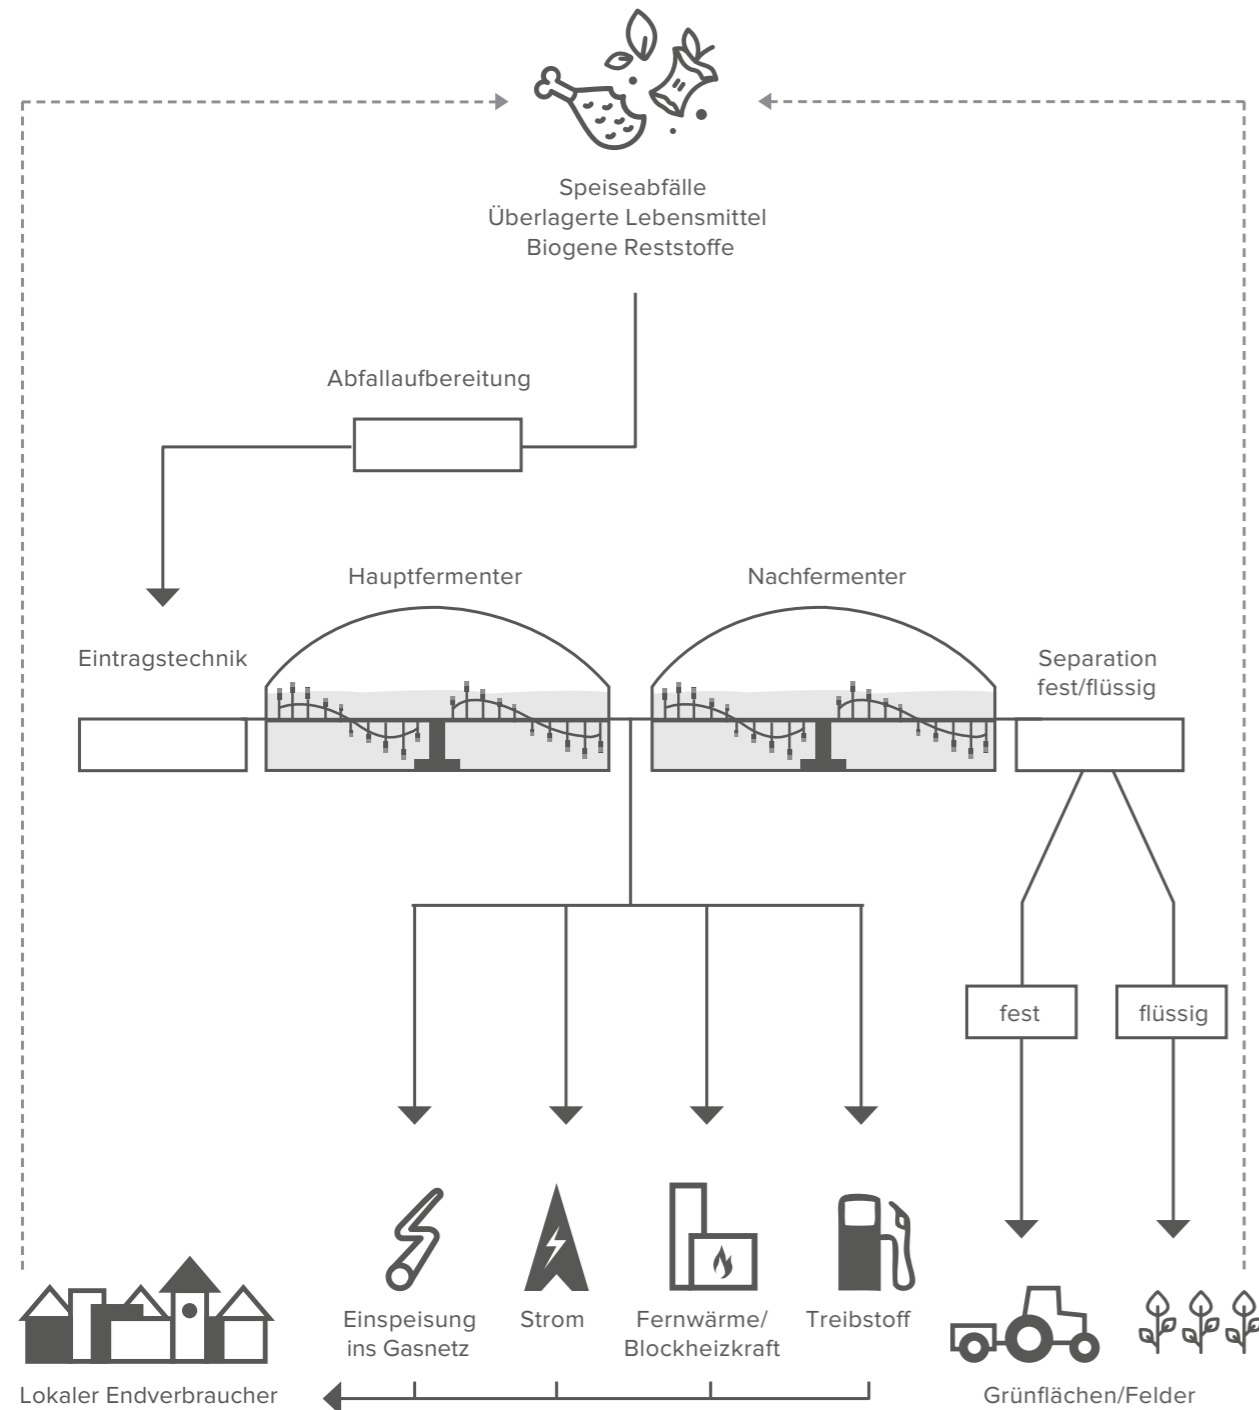 Speiseabfälle
Überlagerte Lebensmittel
Biogene Reststoffe
Abfallaufbereitung
Hauptfermenter
Nachfermenter
Eintragstechnik
Separation
fest/flüssig
fest
flüssig
Einspeisung
ins Gasnetz
Strom
Fernwärme/
Blockheizkraft
Treibstoff
Lokaler Endverbraucher
Grünflächen/Felder